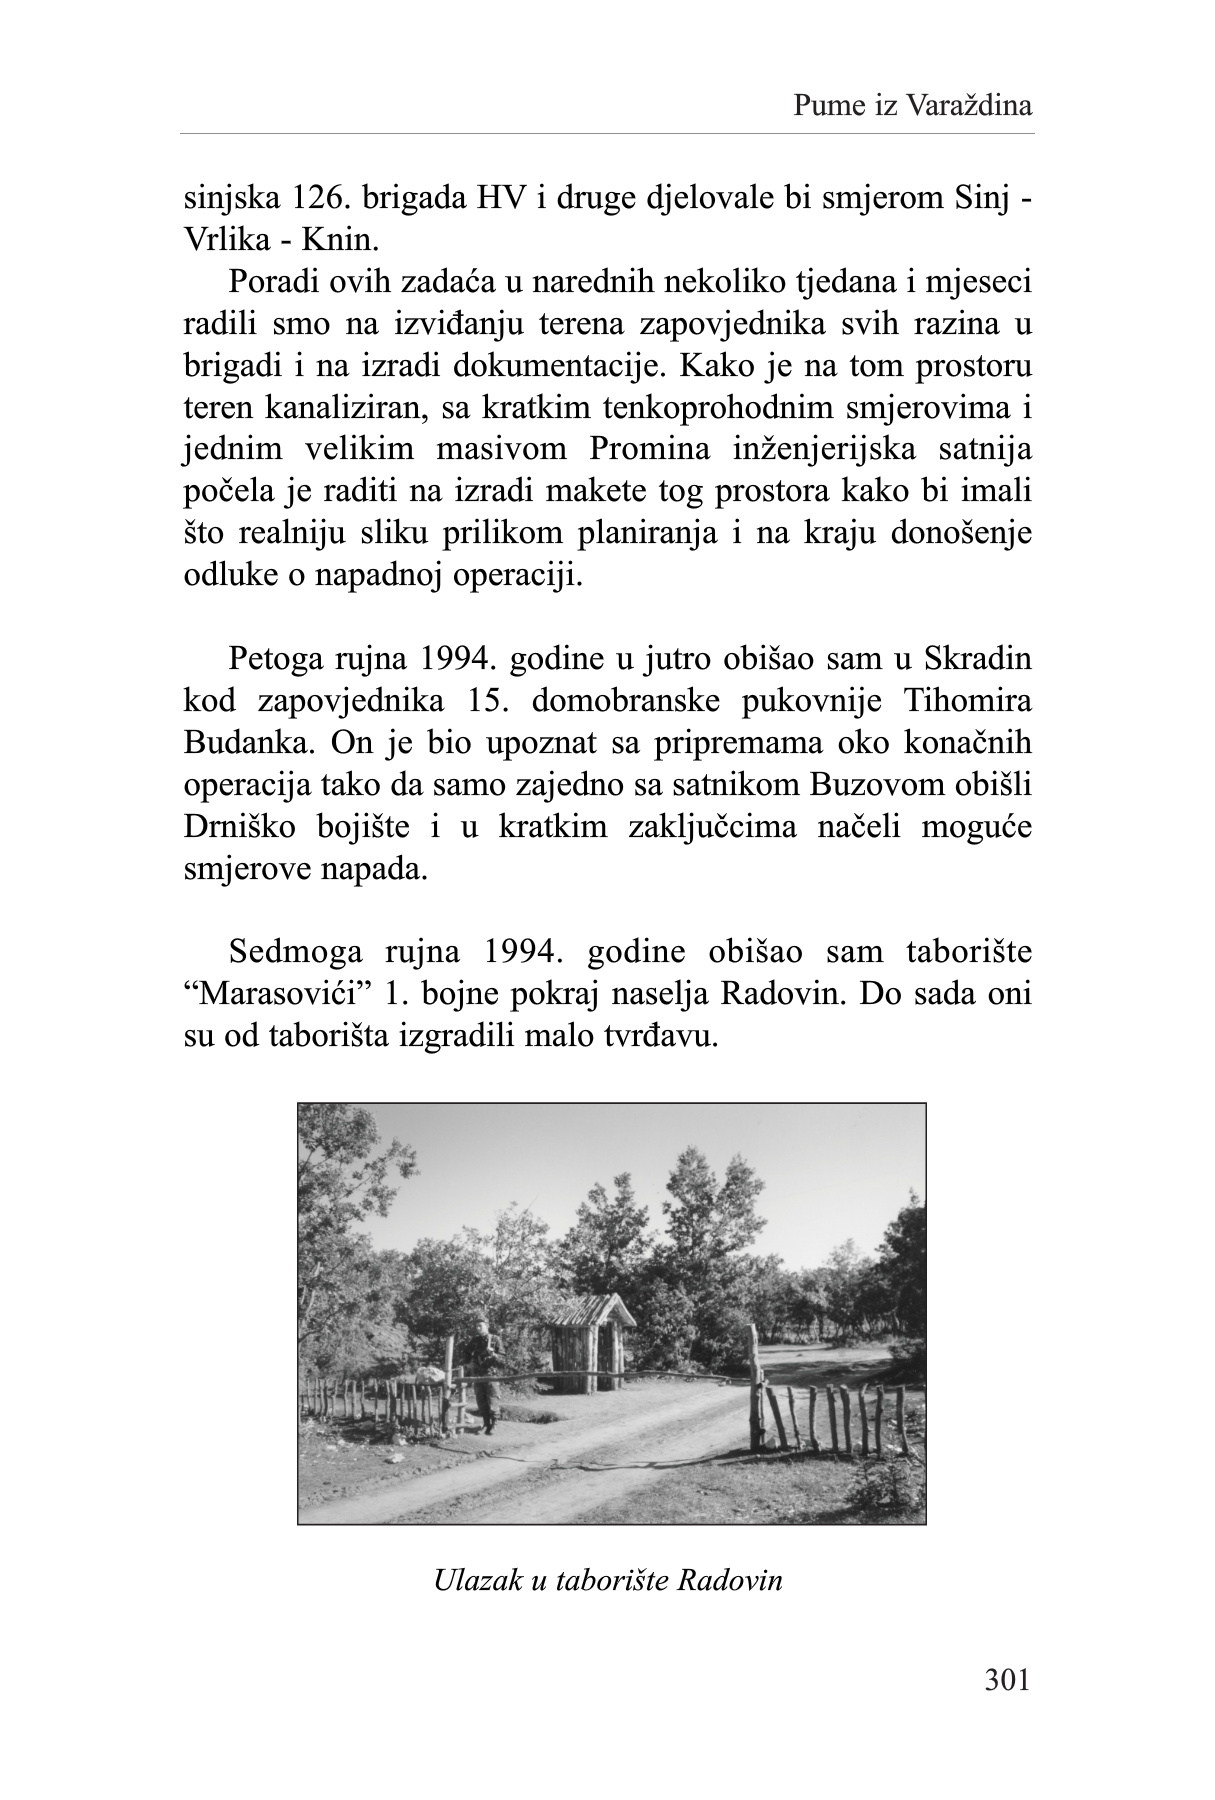 Pume iz Varaždina
sinjska 126. brigada HV i druge djelovale bi smjerom Sinj -
Vrlika - Knin.
Poradi ovih zadaća u narednih nekoliko tjedana i mjeseci
radili smo na izviđanju terena zapovjednika svih razina u
brigadi i na izradi dokumentacije. Kako je na tom prostoru
teren kanaliziran, sa kratkim tenkoprohodnim smjerovima i
jednim velikim masivom Promina inženjerijska satnija
počela je raditi na izradi makete tog prostora kako bi imali
što realniju sliku prilikom planiranja i na kraju donošenje
odluke o napadnoj operaciji.
Petoga rujna 1994. godine u jutro obišao sam u Skradin
kod zapovjednika 15. domobranske pukovnije Tihomira
Budanka. On je bio upoznat sa pripremama oko konačnih
operacija tako da samo zajedno sa satnikom Buzovom obišli
Drniško bojište i u kratkim zaključcima načeli moguće
smjerove napada.
Sedmoga rujna 1994. godine obišao sam taborište
“Marasovići” 1. bojne pokraj naselja Radovin. Do sada oni
su od taborišta izgradili malo tvrđavu.
Ulazak u taborište Radovin
301